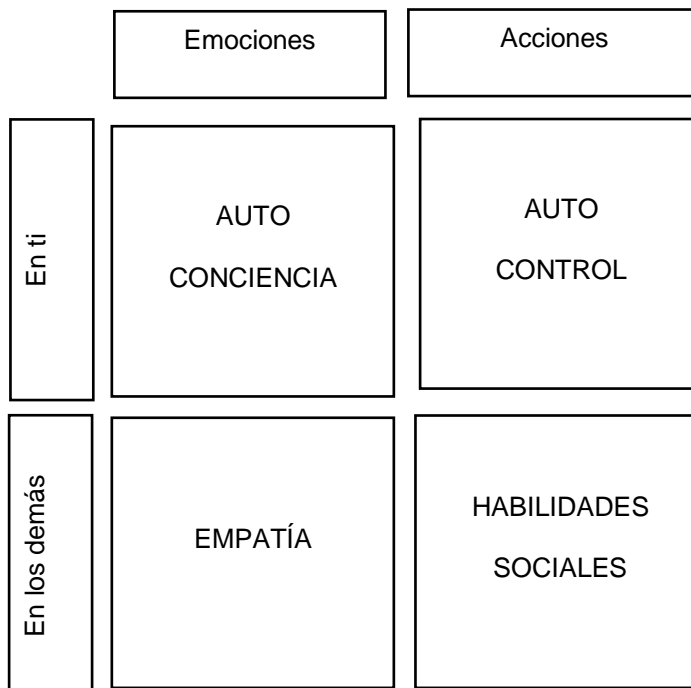 Emociones
Acciones
En ti
AUTO
CONCIENCIA
AUTO
CONTROL
En los demás
EMPATÍA
HABILIDADES
SOCIALES